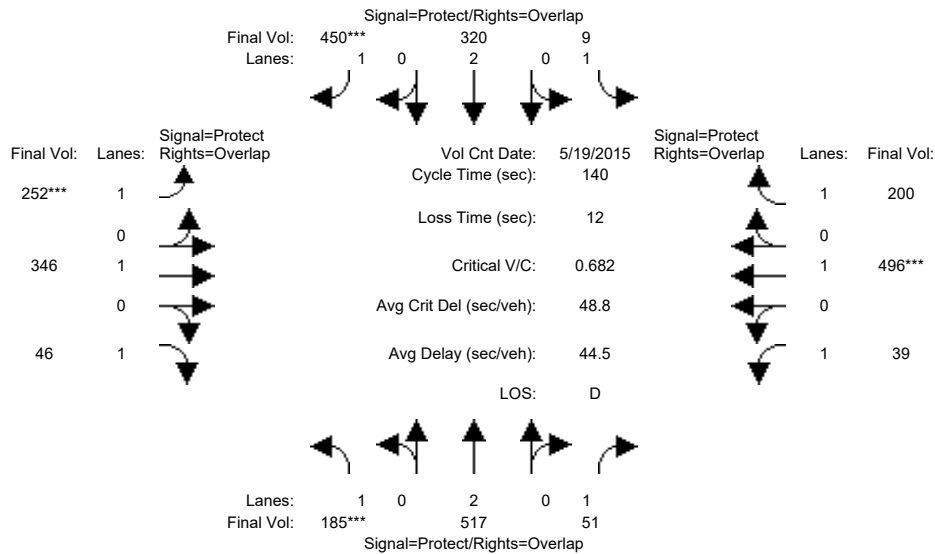 Signal=Protect/Rights=Overlap
Final Vol: 450*** 320 9
Lanes: 1 0 2 0 1
Signal=Protect Signal=Protect
Final Vol: Lanes: Rights=Overlap Vol Cnt Date: 5/19/2015 Rights=Overlap Lanes: Final Vol:
Cycle Time (sec): 140
252*** 1 1 200
Loss Time (sec): 12
0 0
346 1 Critical V/C: 0.682 1 496***
0 Avg Crit Del (sec/veh): 48.8 0
46 1 Avg Delay (sec/veh): 44.5 1 39
LOS: D
Lanes: 1 0 2 0 1
Final Vol: 185*** 517 51
Signal=Protect/Rights=Overlap